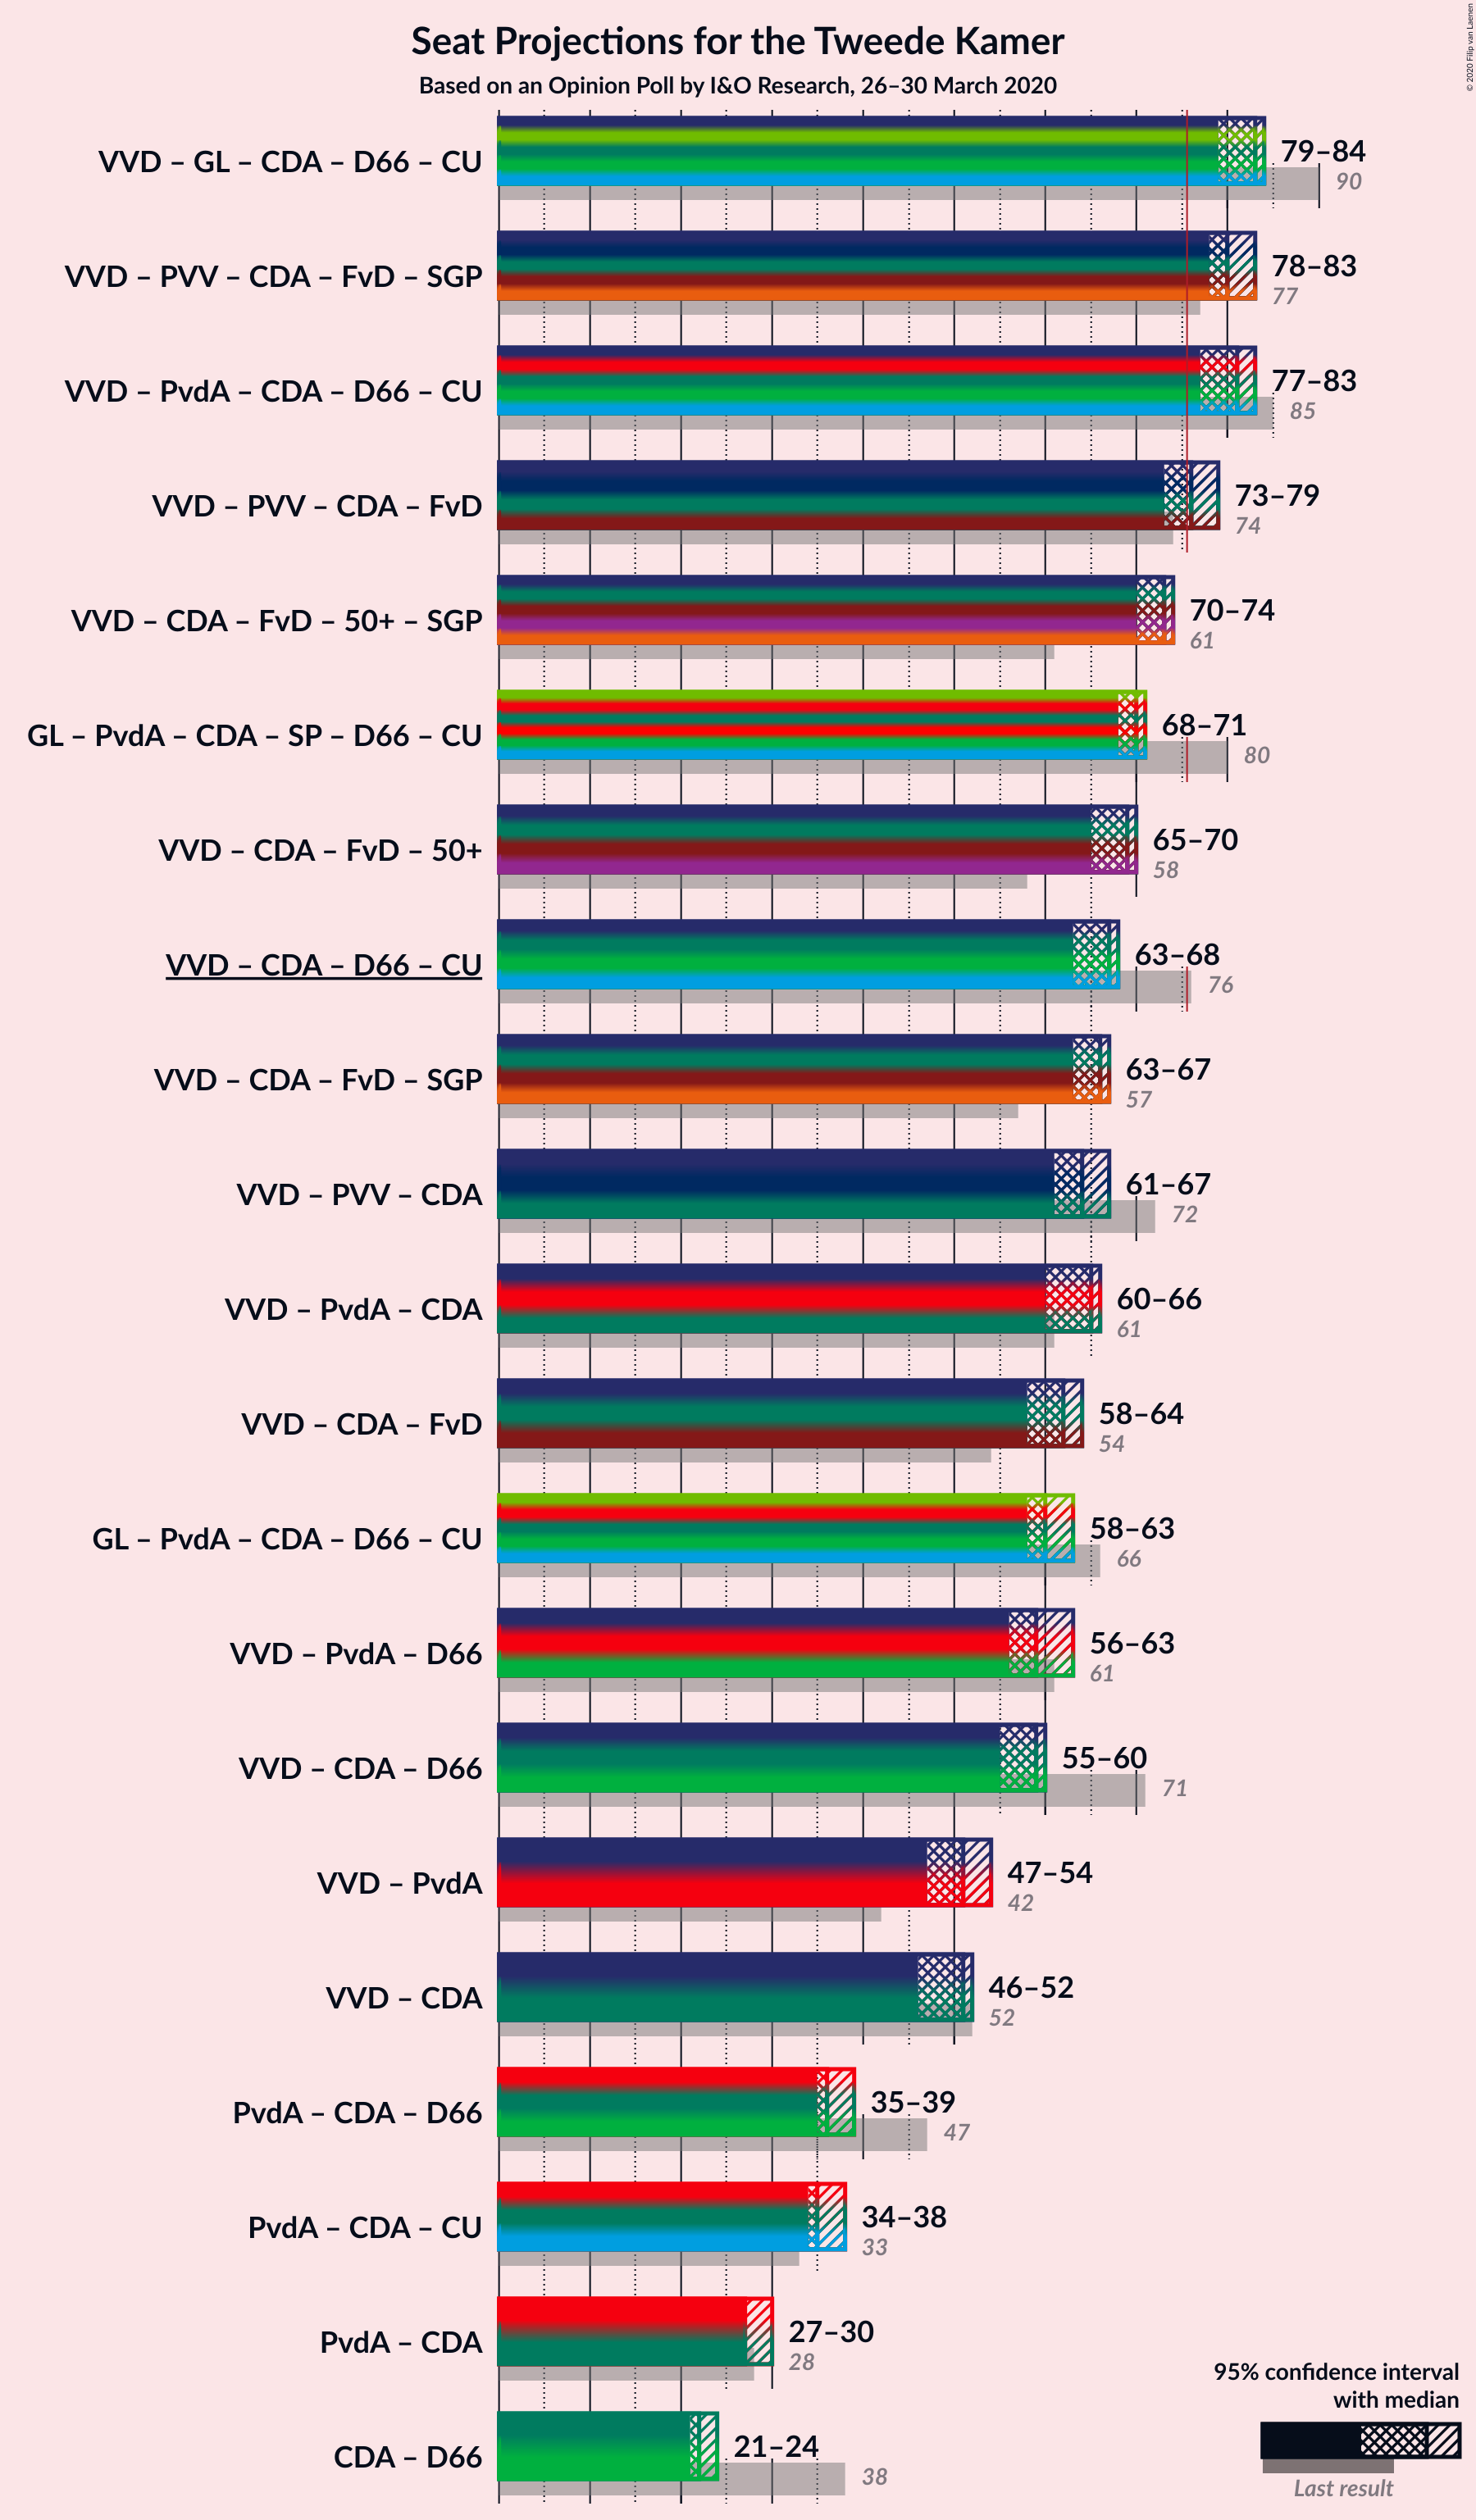 Seat Projections for the Tweede Kamer
Based on an Opinion Poll by I&O Research, 26–30 March 2020
© 2020 Filip van Laenen
VVD – GL – CDA – D66 – CU
79–84
90
VVD – PVV – CDA – FvD – SGP
78–83
77
VVD – PvdA – CDA – D66 – CU
77–83
85
VVD – PVV – CDA – FvD
73–79
74
VVD – CDA – FvD – 50+ – SGP
70–74
61
GL – PvdA – CDA – SP – D66 – CU
68–71
80
VVD – CDA – FvD – 50+
65–70
58
VVD – CDA – D66 – CU
63–68
76
VVD – CDA – FvD – SGP
63–67
57
VVD – PVV – CDA
61–67
72
VVD – PvdA – CDA
60–66
61
VVD – CDA – FvD
58–64
54
GL – PvdA – CDA – D66 – CU
58–63
66
VVD – PvdA – D66
56–63
61
VVD – CDA – D66
55–60
71
VVD – PvdA
47–54
42
VVD – CDA
46–52
52
PvdA – CDA – D66
35–39
47
PvdA – CDA – CU
34–38
33
PvdA – CDA
27–30
28
CDA – D66
21–24
38
95% confidence interval
with median
Last result